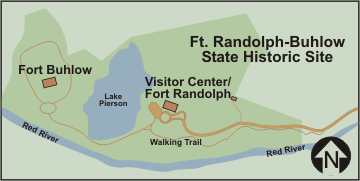 Ft. Randolph-Buhlow
State Historic Site
Fort Buhlow
Lake
Pierson
Visitor Center/
Fort Randolph
Walking Trail
Red River
Red River
N